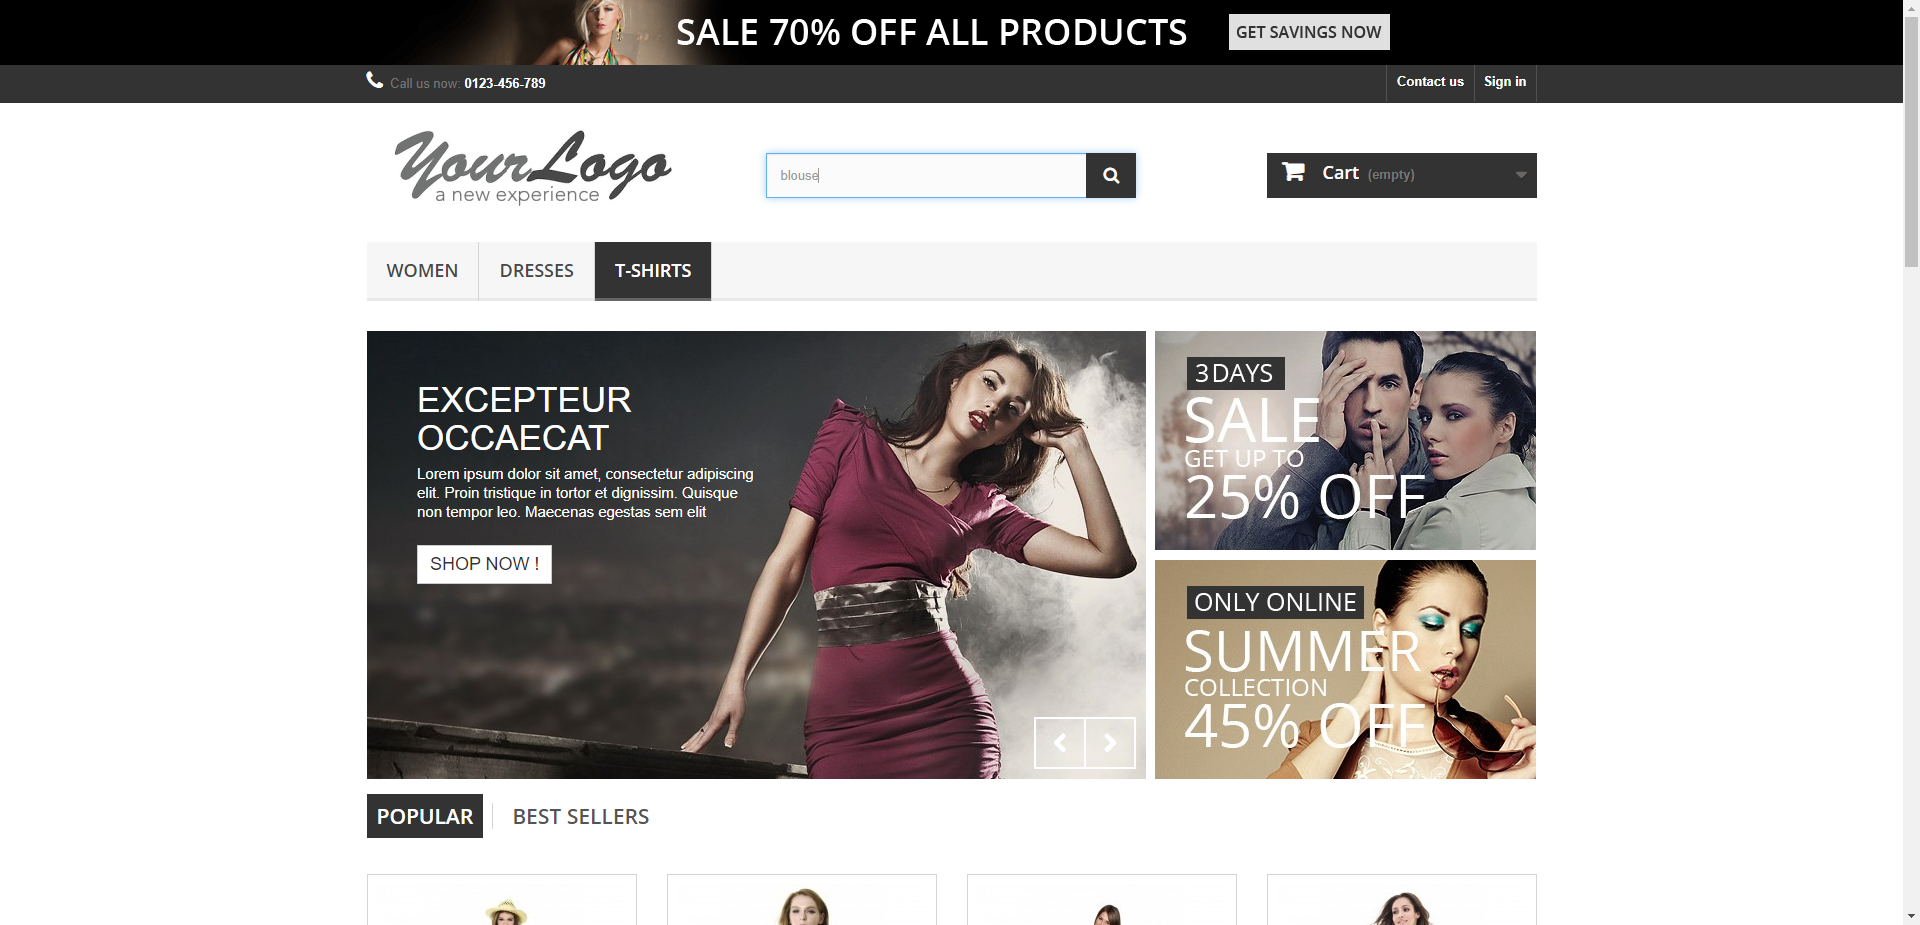 SALE 70% OFF ALL PRODUCTS GET SAVINGS NOW
Call us now: 0123-456-789
Contact us
Sign in
YourLogo
a new experience
blouse
Cart (empty)
WOMEN
DRESSES
T-SHIRTS
EXCEPTEUR
OCCAECAT
Lorem ipsum dolor sit amet, consectetur adipiscing
elit. Proin tristique in tortor et dignissim. Quisque
non tempor leo. Maecenas egestas sem elit
SHOP NOW !
3 DAYS
SALE
GET UP TO
25% OFF
ONLY ONLINE
SUMMER
COLLECTION
45% OFF
POPULAR
BEST SELLERS